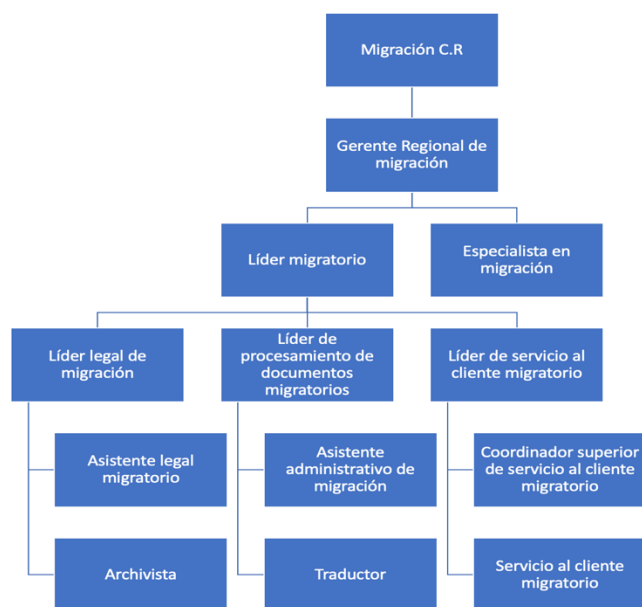 Migración C.R
Gerente Regional de
migración
Líder migratorio
Especialista en
migración
Líder legal de
migración
Líder de
procesamiento de
documentos
migratorios
Líder de servicio al
cliente migratorio
Asistente legal
migratorio
Asistente
administrativo de
migración
Coordinador superior
de servicio al cliente
migratorio
Archivista
Traductor
Servicio al cliente
migratorio